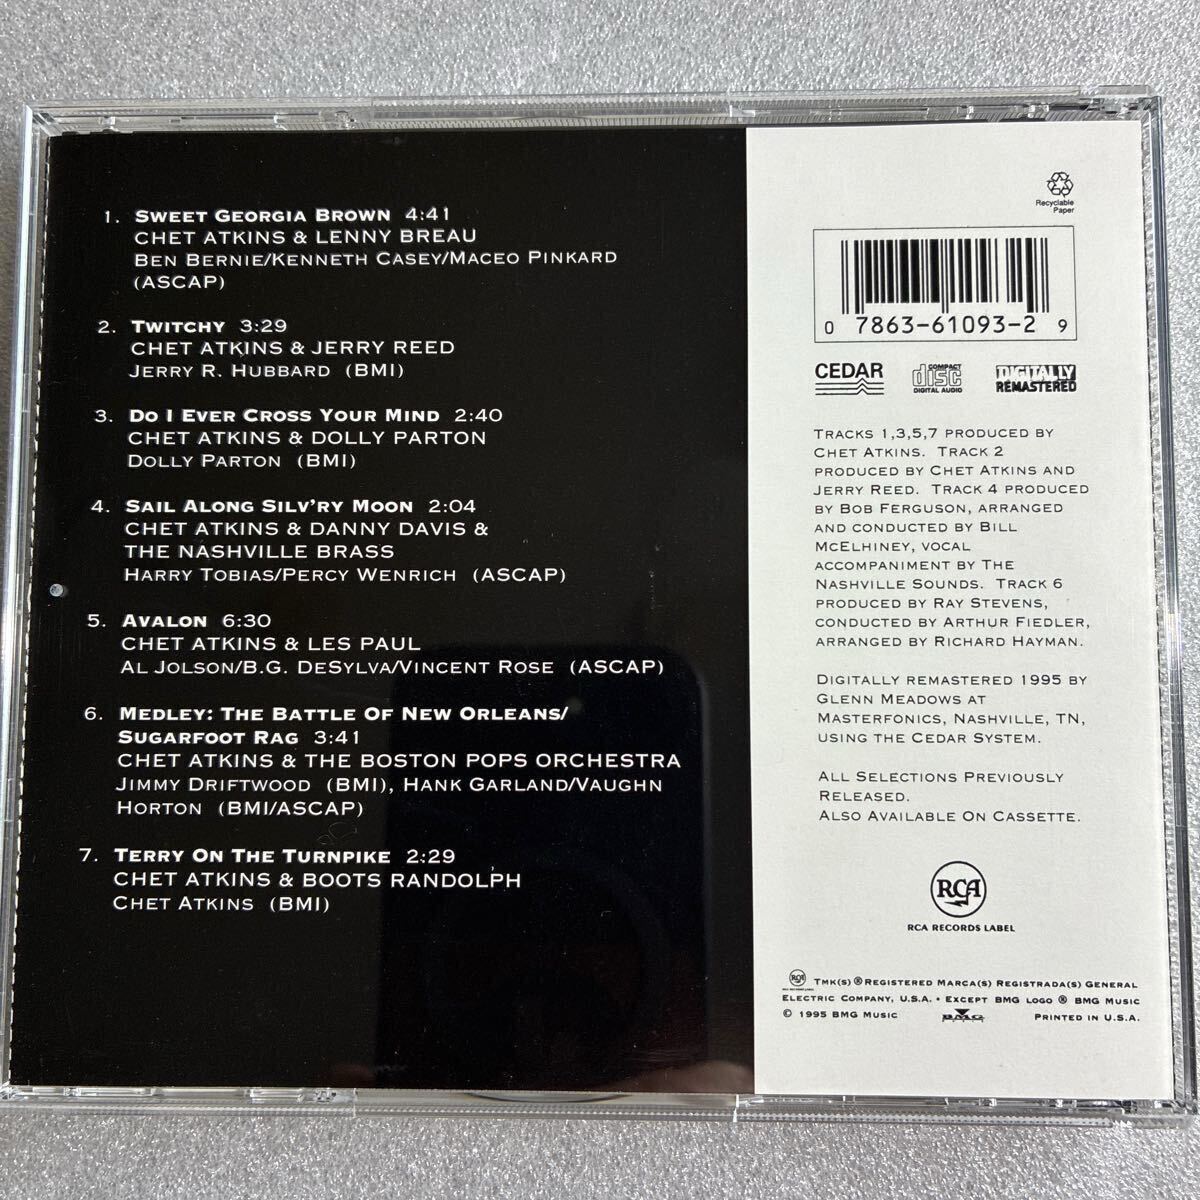 1. Sweet Georgia Brown 4:41
CHET ATKINS & LENNY BREAU
Ben Bernie/Kenneth Casey/Maceo Pinkard
(ASCAP)
2. Twitchy 3:29
CHET ATKINS & JERRY REED
Jerry R. Hubbard (BMI)
3. Do I Ever Cross Your Mind 2:40
CHET ATKINS & DOLLY PARTON
Dolly Parton (BMI)
4. Sail Along Silv'ry Moon 2:04
CHET ATKINS & DANNY DAVIS &
THE NASHVILLE BRASS
Harry Tobias/Percy Wenrich (ASCAP)
5. Avalon 6:30
CHET ATKINS & LES PAUL
Al Jolson/B.G. DeSylva/Vincent Rose (ASCAP)
6. Medley: The Battle Of New Orleans/
Sugarfoot Rag 3:41
CHET ATKINS & THE BOSTON POPS ORCHESTRA
Jimmy Driftwood (BMI), Hank Garland/Vaughn
Horton (BMI/ASCAP)
7. Terry On The Turnpike 2:29
CHET ATKINS & BOOTS RANDOLPH
Chet Atkins (BMI)
Recyclable
Paper
0 7863-61093-2 9
CEDAR
COMPACT
disc
DIGITAL AUDIO
DIGITALLY
REMASTERED
Tracks 1,3,5,7 produced by
Chet Atkins. Track 2
produced by Chet Atkins and
Jerry Reed. Track 4 produced
by Bob Ferguson, arranged
and conducted by Bill
McElhiney, vocal
accompaniment by The
Nashville Sounds. Track 6
produced by Ray Stevens,
conducted by Arthur Fiedler,
arranged by Richard Hayman.
Digitally remastered 1995 by
Glenn Meadows at
Masterfonics, Nashville, TN,
using the Cedar System.
All Selections Previously
Released.
Also Available On Cassette.
RCA
RCA RECORDS LABEL
RCA
RCA RECORDS LABEL
Tmk(s) ® Registered Marca(s) Registrada(s) General
Electric Company, U.S.A. • Except BMG logo ® BMG Music
© 1995 BMG Music
BMG
Printed in U.S.A.